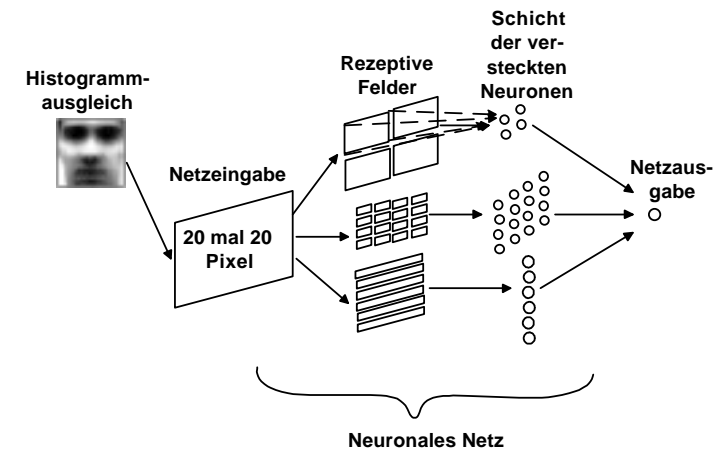 Histogramm-
ausgleich
Netzeingabe
20 mal 20
Pixel
Rezeptive
Felder
Schicht
der ver-
steckten
Neuronen
Netzaus-
gabe
Neuronales Netz